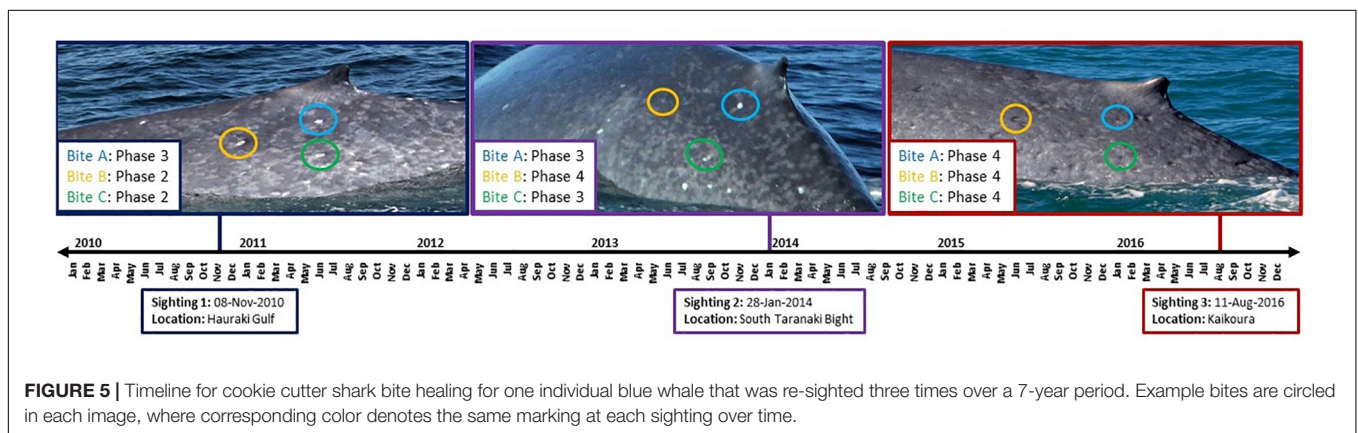 Bite A: Phase 3
Bite B: Phase 2
Bite C: Phase 2
Bite A: Phase 3
Bite B: Phase 4
Bite C: Phase 3
Bite A: Phase 4
Bite B: Phase 4
Bite C: Phase 4
2010 2011 2012 2013 2014 2015 2016
Jan Feb Mar Apr May Jun Jul Aug Sep Oct Nov Dec Jan Feb Mar Apr May Jun Jul Aug Sep Oct Nov Dec Jan Feb Mar Apr May Jun Jul Aug Sep Oct Nov Dec Jan Feb Mar Apr May Jun Jul Aug Sep Oct Nov Dec Jan Feb Mar Apr May Jun Jul Aug Sep Oct Nov Dec Jan Feb Mar Apr May Jun Jul Aug Sep Oct Nov Dec Jan Feb Mar Apr May Jun Jul Aug Sep Oct Nov Dec
Sighting 1: 08-Nov-2010
Location: Hauraki Gulf
Sighting 2: 28-Jan-2014
Location: South Taranaki Bight
Sighting 3: 11-Aug-2016
Location: Kaikoura
FIGURE 5 | Timeline for cookie cutter shark bite healing for one individual blue whale that was re-sighted three times over a 7-year period. Example bites are circled
in each image, where corresponding color denotes the same marking at each sighting over time.